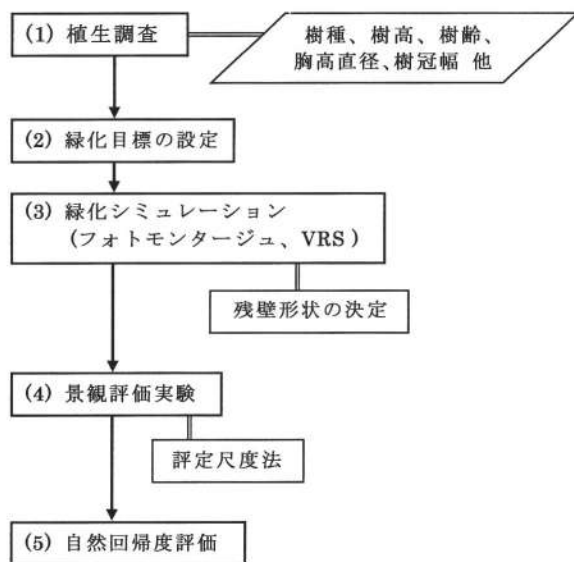 (1) 植生調査
樹種、樹高、樹齢、
胸高直径、樹冠幅 他
(2) 緑化目標の設定
(3) 緑化シミュレーション
(フォトモンタージュ、VRS)
残壁形状の決定
(4) 景観評価実験
評定尺度法
(5) 自然回帰度評価